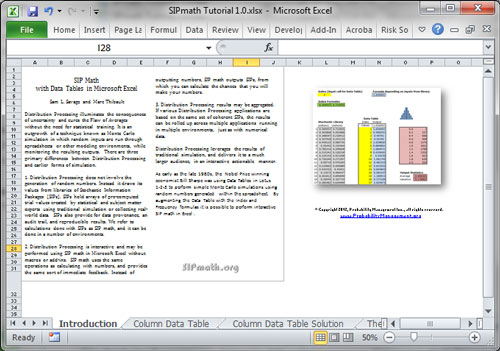 SIPmath Tutorial 1.0.xlsx - Microsoft Excel
File Home Insert Page La Formul Data Review View Develop Add-In Acroba Risk So
I28 fx
A B C D E F G H I J K L M N O P
SIP Math
with Data Tables in Microsoft Excel
Sam L. Savage and Marc Thibault
Distribution Processing illuminates the consequences
of uncertainty and cures the Flaw of Averages
without the need for statistical training. It is an
outgrowth of a technique known as Monte Carlo
simulation in which random inputs are run through
spreadsheets or other modeling environments, while
monitoring the resulting outputs. There are three
primary differences between Distribution Processing
and earlier forms of simulation.
1. Distribution Processing does not involve the
generation of random numbers. Instead it draws its
values from libraries of Stochastic Information
Packages (SIPs). SIPs hold arrays of precomputed
trial values created by statistical and subject matter
experts using traditional simulation or collecting real-
world data. SIPs also provide for data provenance, an
audit trail, and reproducible results. We refer to
calculations done with SIPs as SIP math, and it can be
done in a number of environments.
2. Distribution Processing is interactive and may be
performed using SIP math in Microsoft Excel without
macros or add-ins. SIP math uses the same
operations as calculating with numbers, and provides
the same sort of immediate feedback. Instead of
outputting numbers, SIP math outputs SIPs, from
which you can calculate the chances that you will
make your numbers.
3. Distribution Processing results may be aggregated.
If various Distribution Processing applications are
based on the same set of coherent SIPs, the results
can be rolled up across multiple applications running
in multiple environments, just as with numerical
data.
Distribution Processing leverages the results of
traditional simulation, and delivers it to a much
larger audience, in an interactive actionable manner.
As early as the late 1980s, the Nobel Prize winning
economist Bill Sharpe was using Data Tables in Lotus
1-2-3 to perform simple Monte Carlo simulations using
random numbers generated within the spreadsheet. By
augmenting the Data Table with the Index and
frequency formulas it is possible to perform interactive
SIP math in Excel.
SIPmath.org
Data Table
© Copyright 2012, Probability Management Inc., all rights reserved.
www.ProbabilityManagement.org
Introduction Column Data Table Column Data Table Solution The
Ready 50%